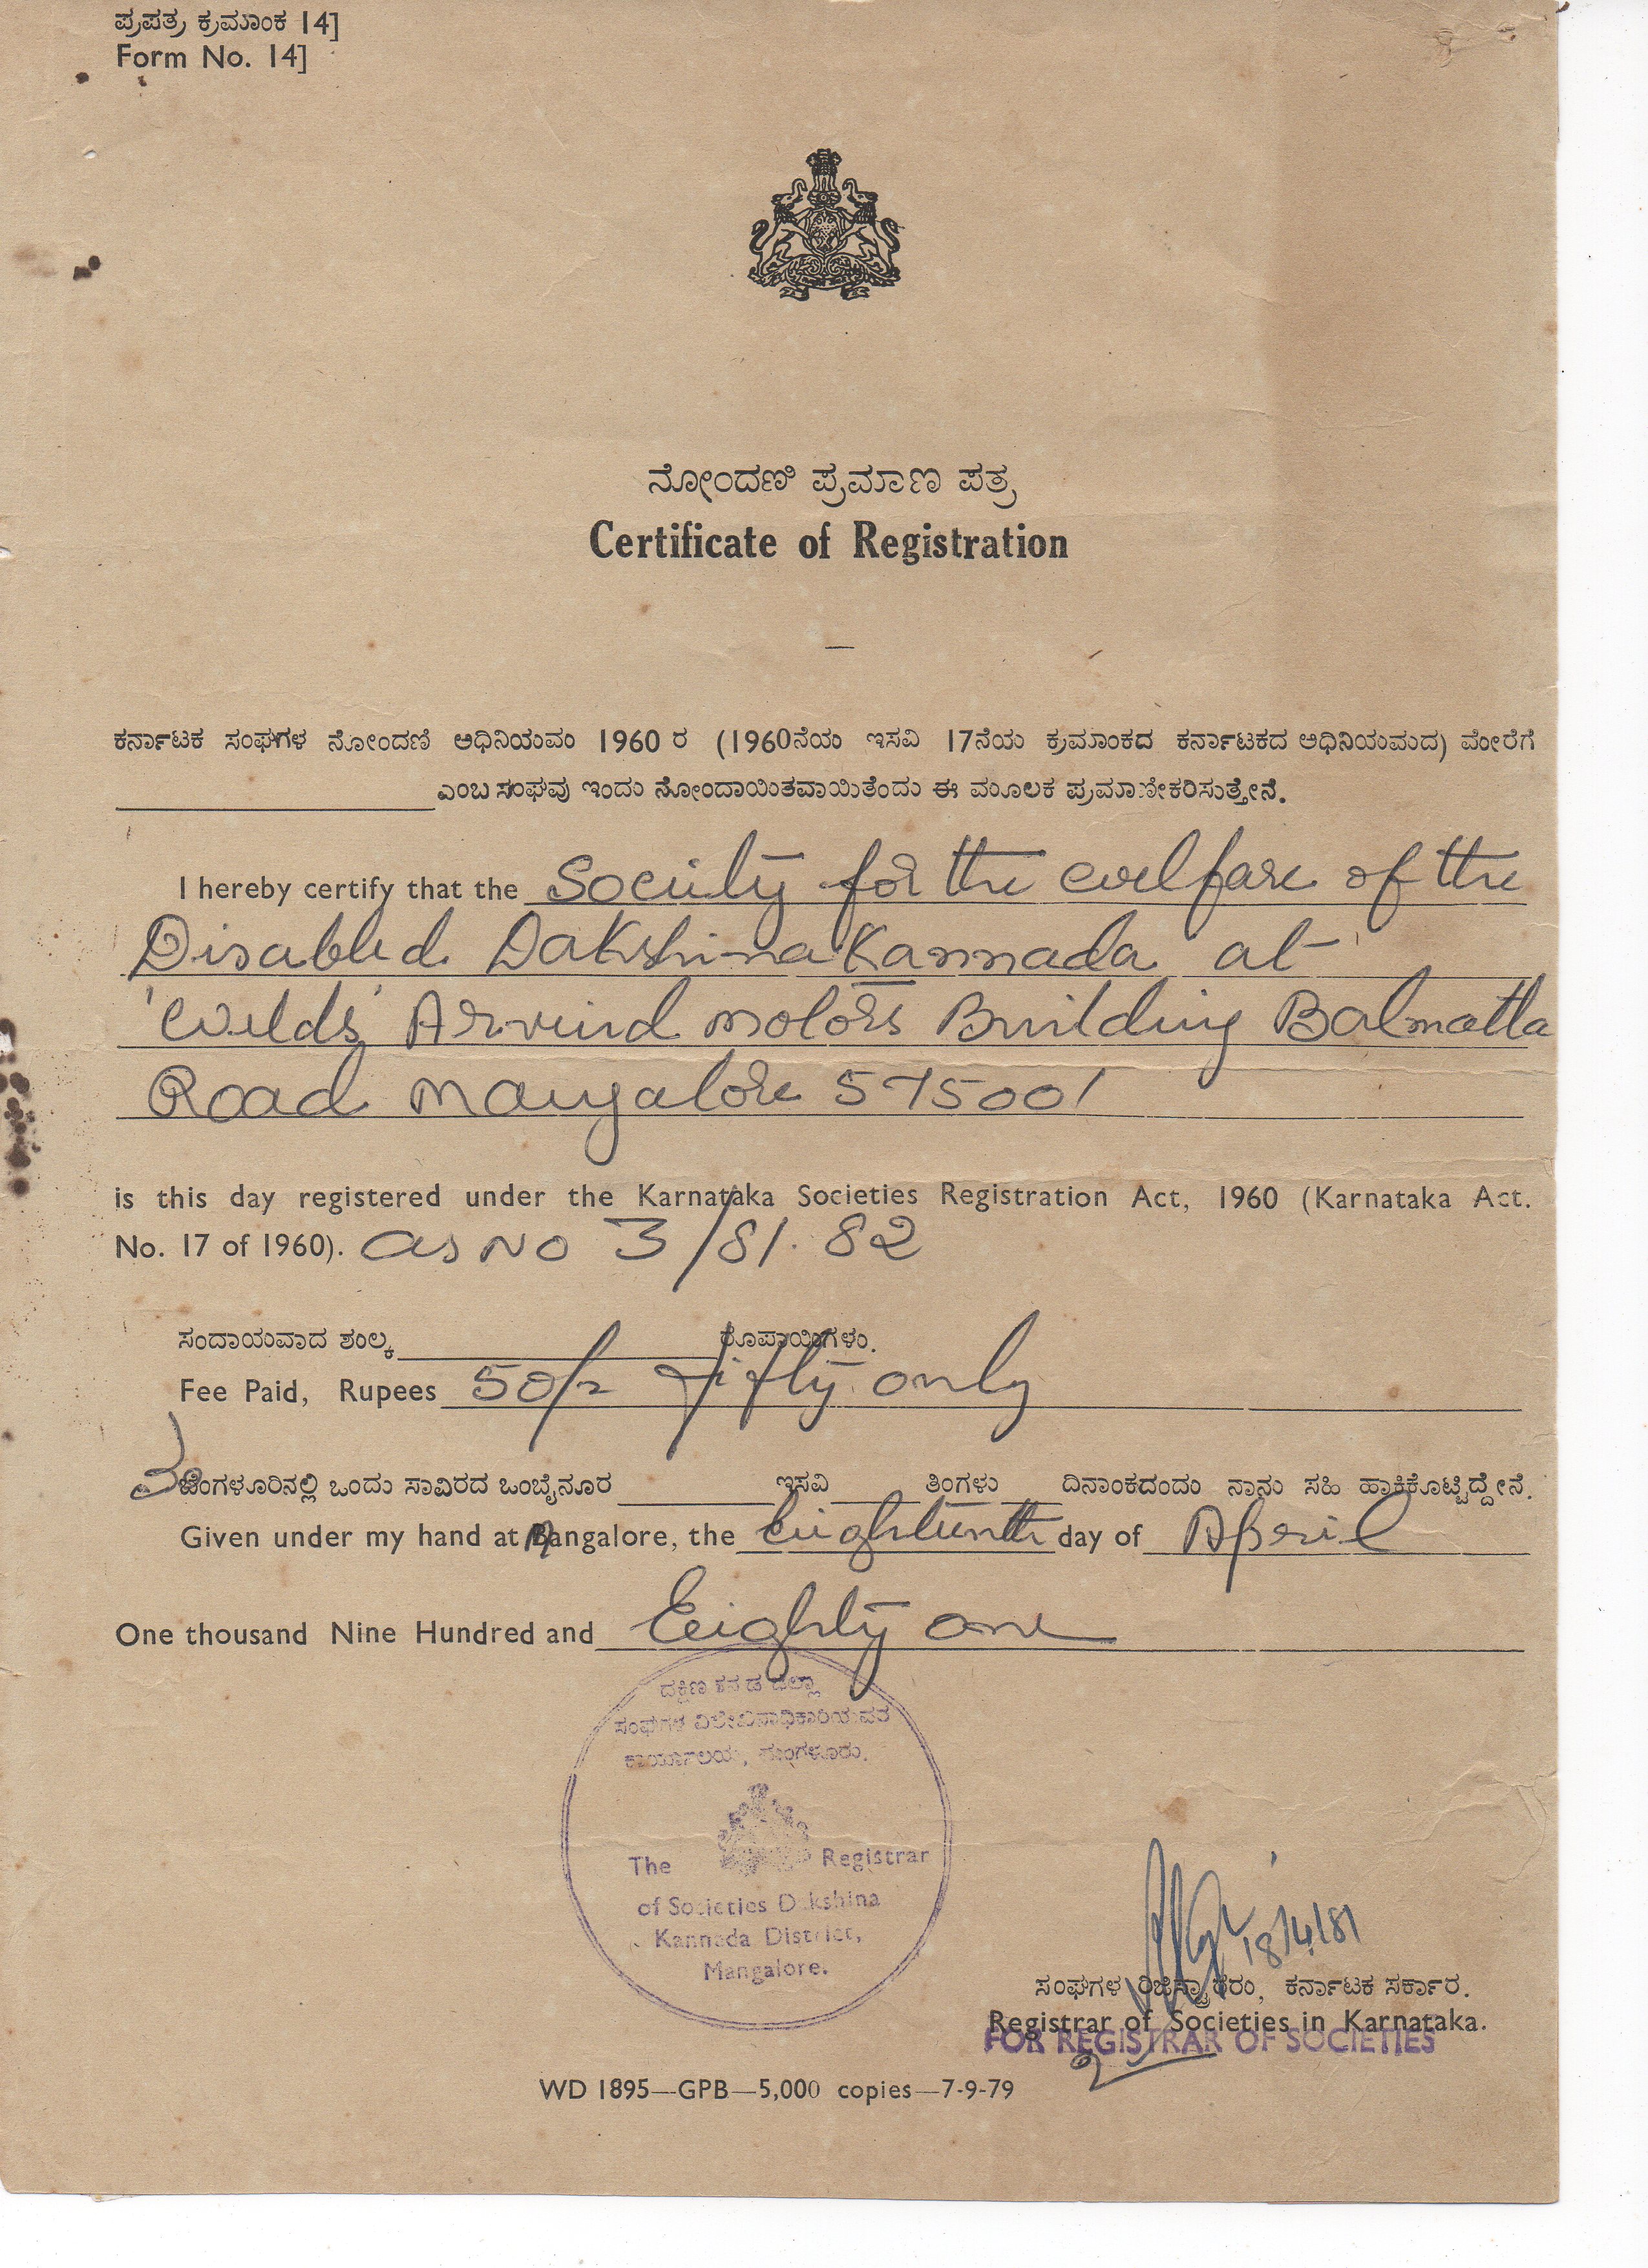 ಪ್ರಪತ್ರ ಕ್ರಮಾಂಕ 14]
Form No. 14]
ನೋಂದಣಿ ಪ್ರಮಾಣ ಪತ್ರ
Certificate of Registration
ಕರ್ನಾಟಕ ಸಂಘಗಳ ನೋಂದಣಿ ಅಧಿನಿಯಮ 1960 ರ (1960ನೆಯ ಇಸವಿ 17ನೆಯ ಕ್ರಮಾಂಕದ ಕರ್ನಾಟಕದ ಅಧಿನಿಯಮದ) ಮೇರೆಗೆ
ಎಂಬ ಸಂಘವು ಇಂದು ನೋಂದಾಯಿತವಾಯಿತೆಂದು ಈ ಮೂಲಕ ಪ್ರಮಾಣೀಕರಿಸುತ್ತೇನೆ.
I hereby certify that the Society for the welfare of the
Disabled Dakshina Kannada at
Arvind motors Building Balmatta
Road Mangalore 575001
is this day registered under the Karnataka Societies Registration Act, 1960 (Karnataka Act.
No. 17 of 1960). as No 3/81.82
ಸಂದಾಯವಾದ ಶುಲ್ಕ ರೂಪಾಯಿಗಳು.
Fee Paid, Rupees 50/- fifty only
ಮಂಗಳೂರಿನಲ್ಲಿ ಒಂದು ಸಾವಿರದ ಒಂಬೈನೂರ ಇಸವಿ ತಿಂಗಳು ದಿನಾಂಕದಂದು ನಾನು ಸಹಿ ಹಾಕಿಕೊಟ್ಟಿದ್ದೇನೆ.
Given under my hand at Mangalore, the Eighteenth day of April
One thousand Nine Hundred and Eighty one
ದಕ್ಷಿಣ ಕನ್ನಡ ಜಿಲ್ಲಾ
ಸಂಘಗಳ
ಕಾರ್ಯಾಲಯ, ಮಂಗಳೂರು.
The Registrar
of Societies Dakshina
Kannada District,
Mangalore.
18/4/81
ಸಂಘಗಳ ರಿಜಿಸ್ಟ್ರಾರರು, ಕರ್ನಾಟಕ ಸರ್ಕಾರ.
Registrar of Societies in Karnataka.
FOR REGISTRAR OF SOCIETIES
WD 1895—GPB—5,000 copies—7-9-79